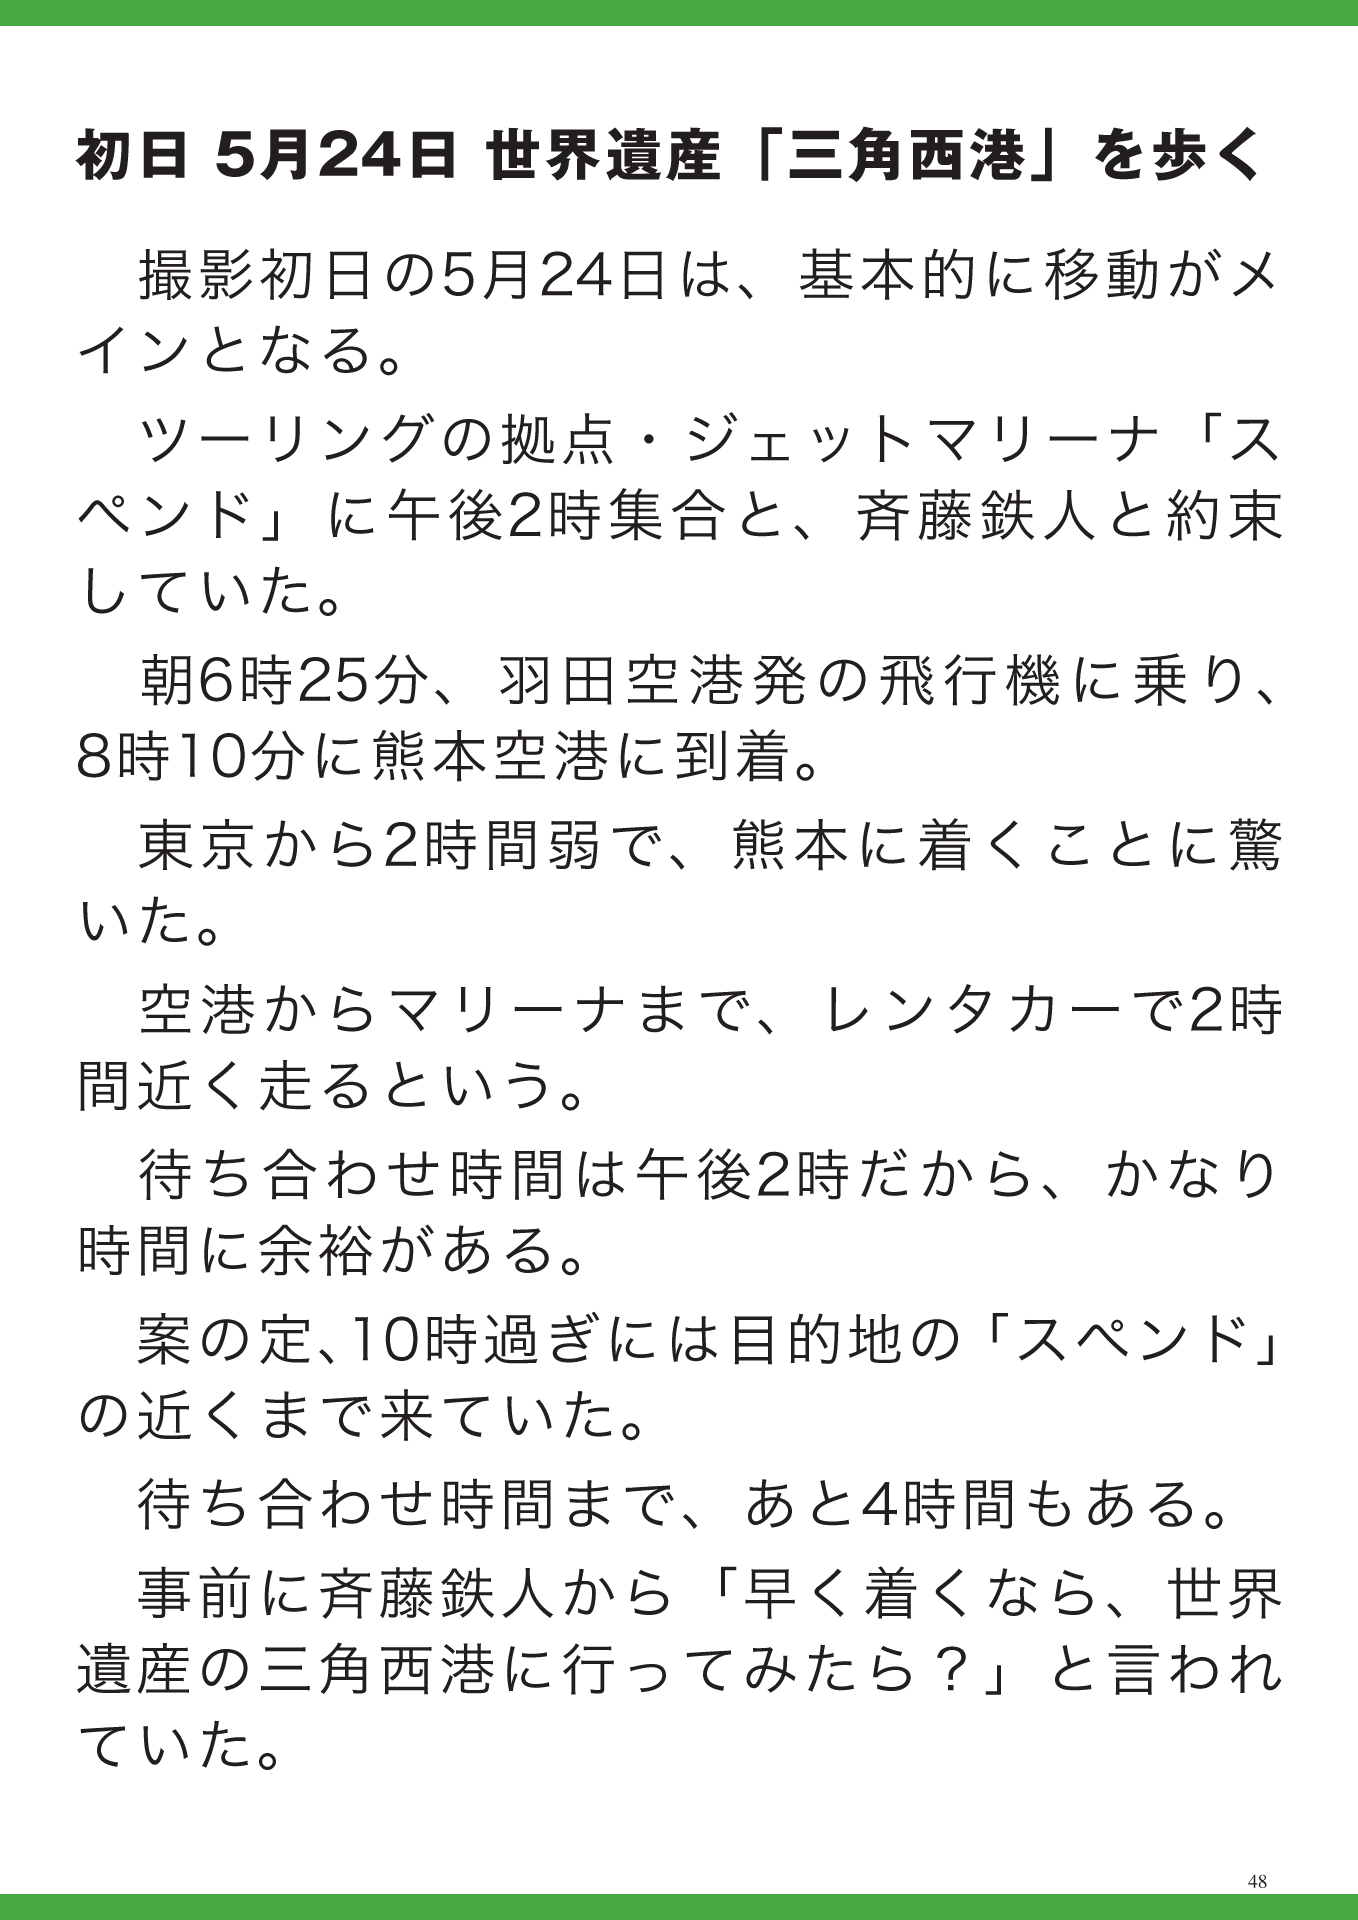 初日 5月24日 世界遺産「三角西港」を歩く
　撮影初日の5月24日は、基本的に移動がメ
インとなる。
　ツーリングの拠点・ジェットマリーナ「ス
ペンド」に午後2時集合と、斉藤鉄人と約束
していた。
　朝6時25分、羽田空港発の飛行機に乗り、
8時10分に熊本空港に到着。
　東京から2時間弱で、熊本に着くことに驚
いた。
　空港からマリーナまで、レンタカーで2時
間近く走るという。
　待ち合わせ時間は午後2時だから、かなり
時間に余裕がある。
　案の定、10時過ぎには目的地の「スペンド」
の近くまで来ていた。
　待ち合わせ時間まで、あと4時間もある。
　事前に斉藤鉄人から「早く着くなら、世界
遺産の三角西港に行ってみたら？」と言われ
ていた。
48